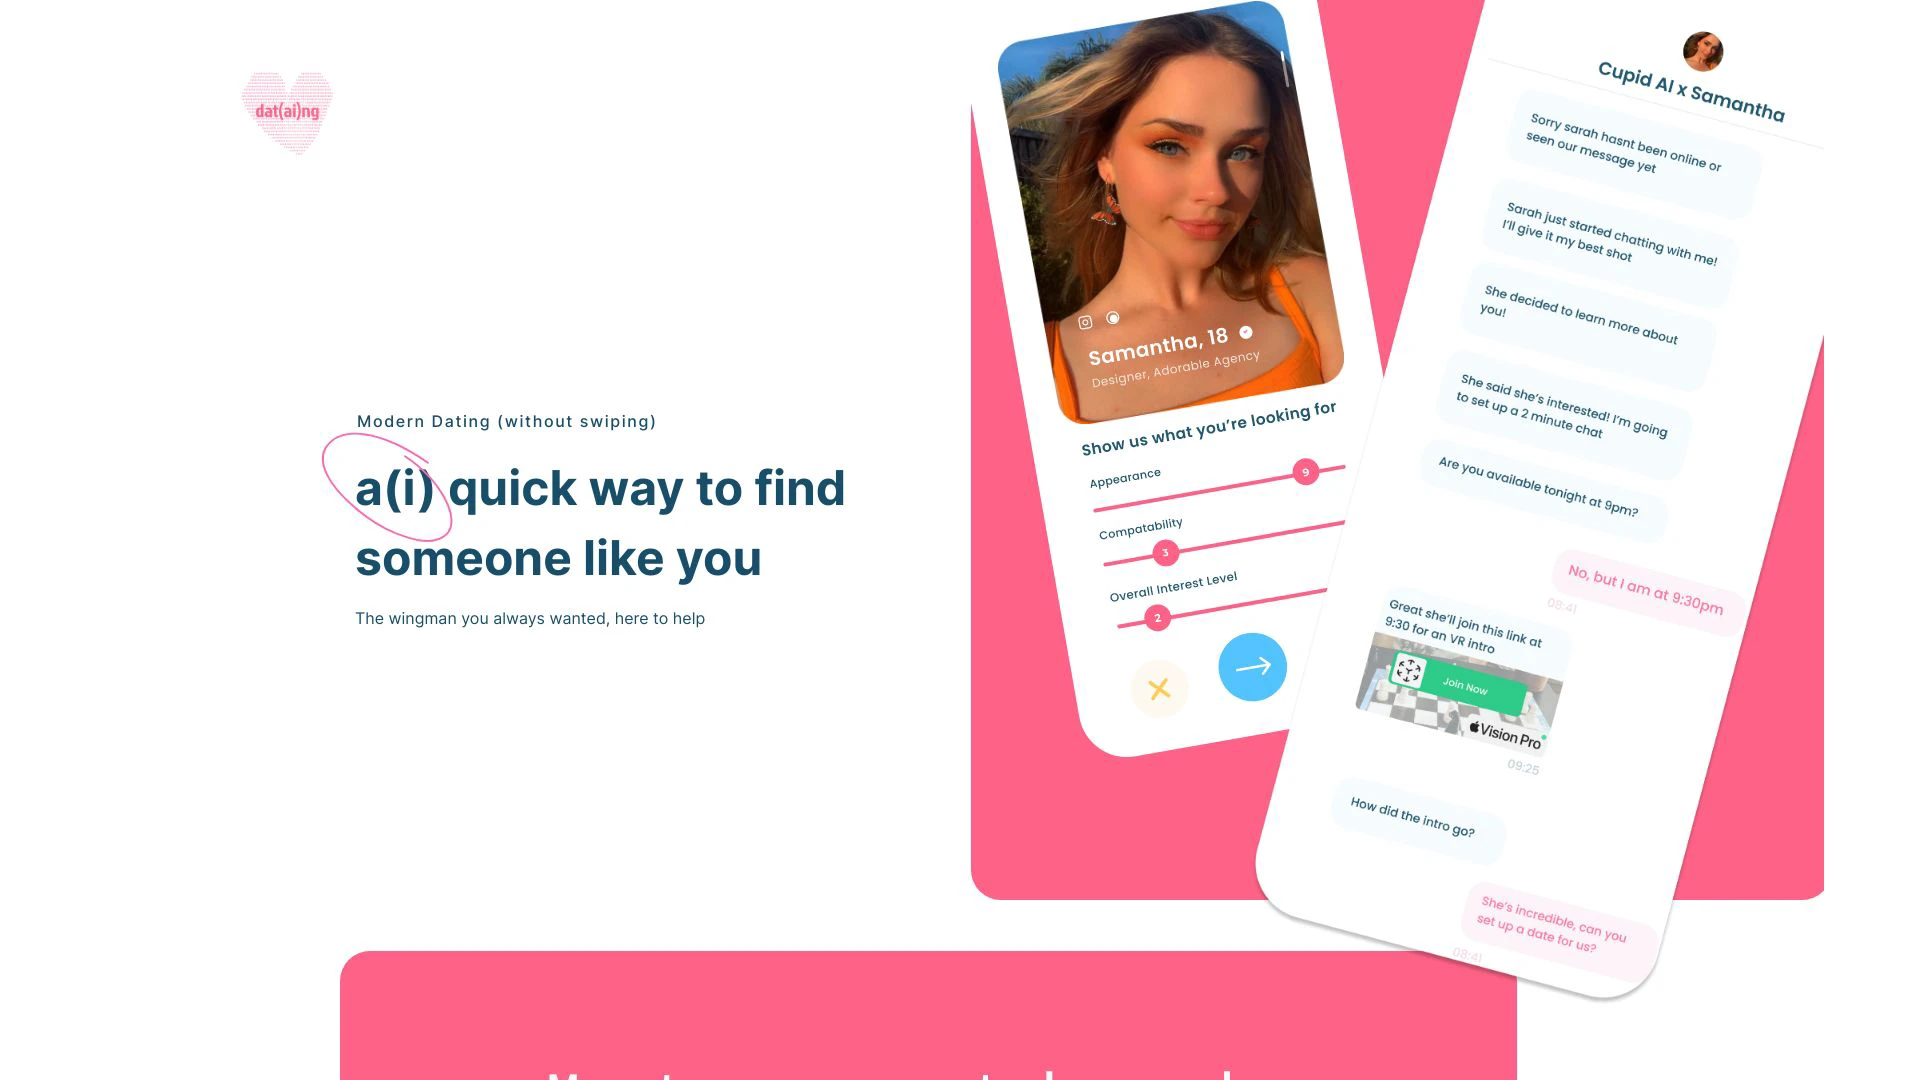 dat(ai)ng
Modern Dating (without swiping)
a(i) quick way to find
someone like you
The wingman you always wanted, here to help
Samantha, 18
Designer, Adorable Agency
Show us what you’re looking for
Appearance
9
Compatability
3
Overall Interest Level
2
Cupid AI x Samantha
Sorry sarah hasnt been online or
seen our message yet
Sarah just started chatting with me!
I’ll give it my best shot
She decided to learn more about
you!
She said she’s interested! I’m going
to set up a 2 minute chat
Are you available tonight at 9pm?
No, but I am at 9:30pm
08:41
Great she’ll join this link at
9:30 for an VR intro
Join Now
Vision Pro
09:25
How did the intro go?
She’s incredible, can you
set up a date for us?
08:41